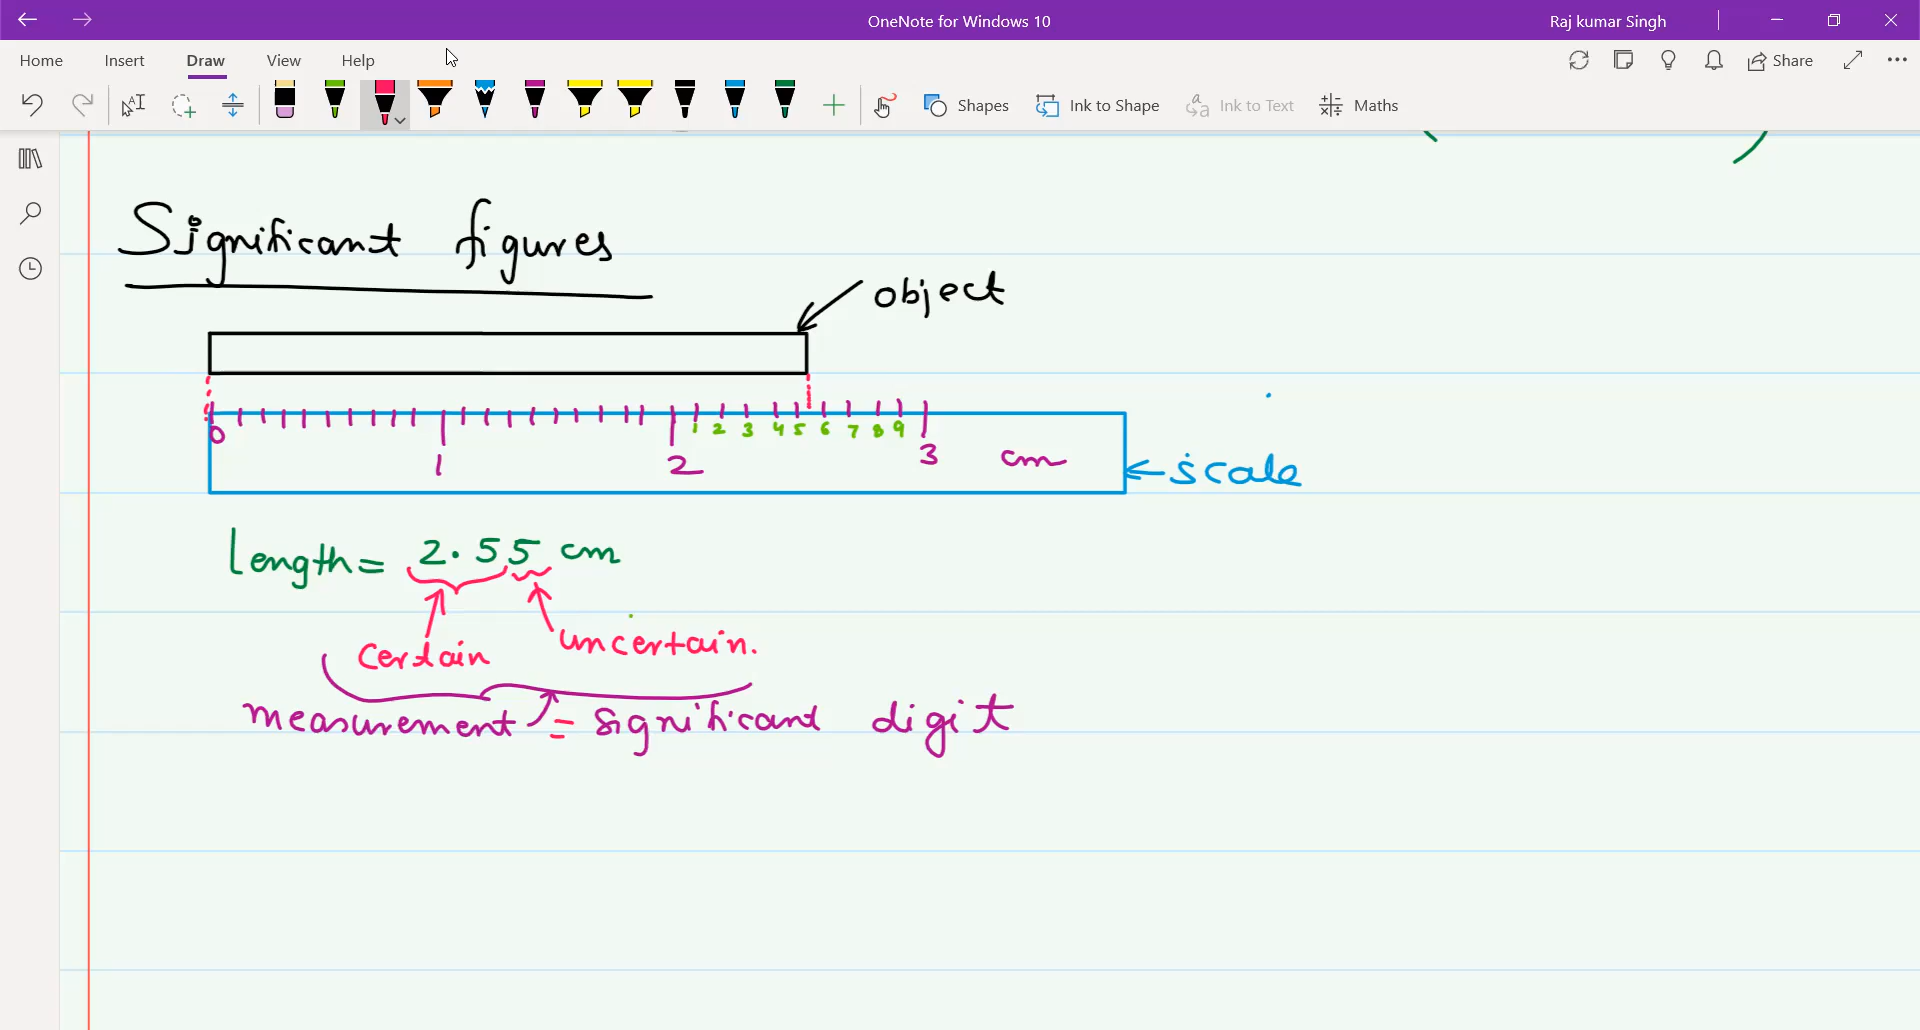 OneNote for Windows 10
Raj kumar Singh
Home Insert Draw View Help
Share
Shapes Ink to Shape Ink to Text Maths
Significant figures
object
0 1 2 3 4 5 6 7 8 9
1 2 3 cm
scale
length = 2.55 cm
certain uncertain.
measurement = significant digit